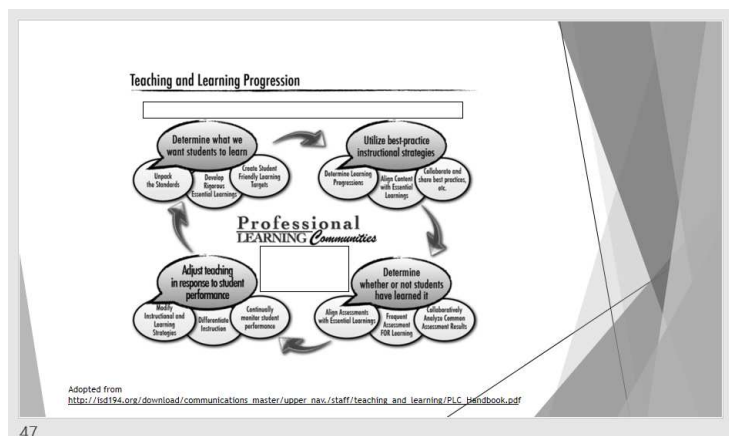 Teaching and Learning Progression
Determine what we
want students to learn
Unpack
the Standards
Develop
Rigorous
Essential Learnings
Create Student
Friendly Learning
Targets
Utilize best-practice
instructional strategies
Determine Learning
Progressions
Align Content
with Essential
Learnings
Collaborate and
share best practices,
etc.
Professional
LEARNING Communities
Adjust teaching
in response to student
performance
Modify
Instructional and
Learning
Strategies
Differentiate
Instruction
Continually
monitor student
performance
Determine
whether or not students
have learned it
Align Assessments
with Essential Learnings
Frequent
Assessment
FOR Learning
Collaboratively
Analyze Common
Assessment Results
Adopted from
http://isd194.org/download/communications_master/upper_nav./staff/teaching_and_learning/PLC_Handbook.pdf
47